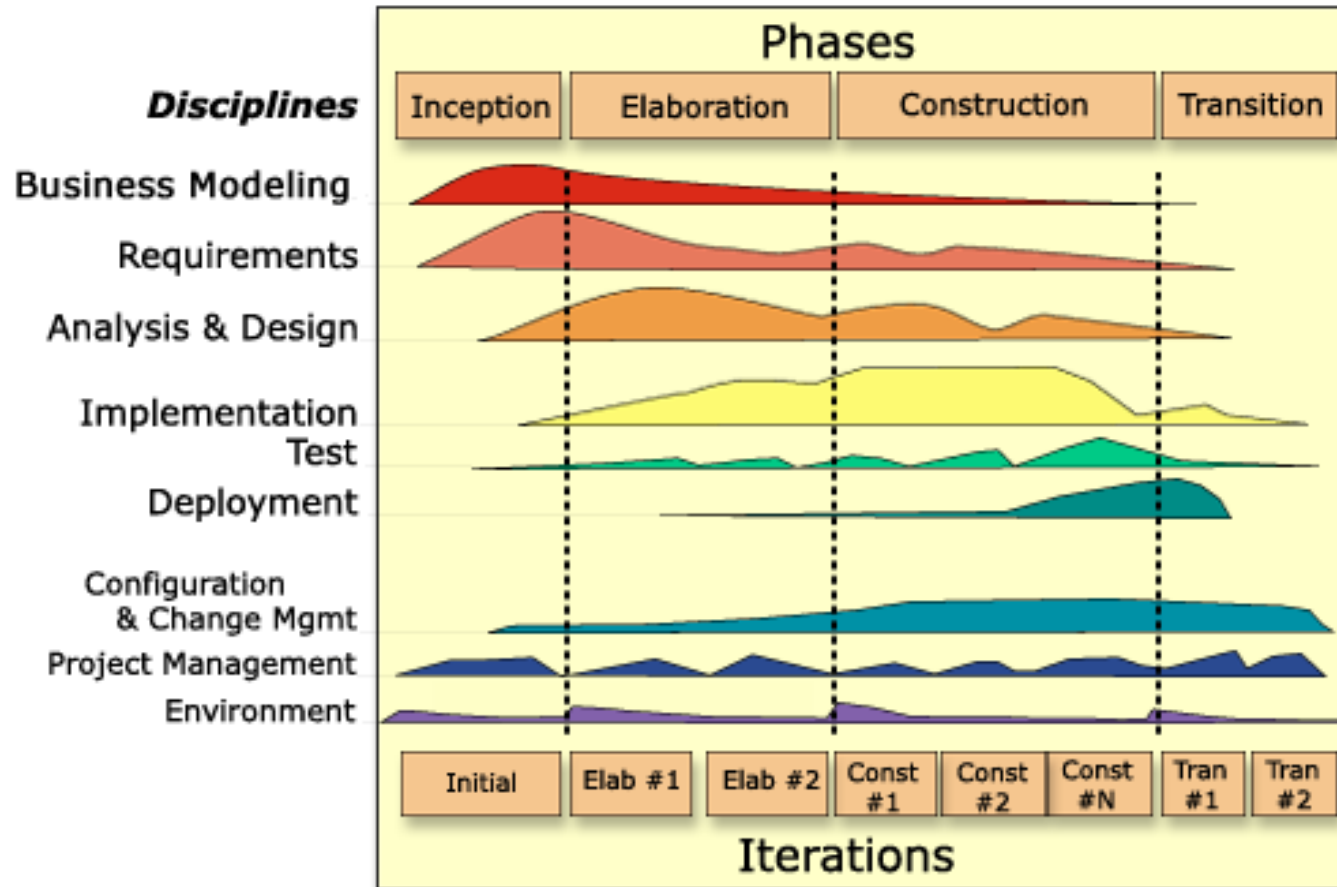 Phases
Disciplines
Inception
Elaboration
Construction
Transition
Business Modeling
Requirements
Analysis & Design
Implementation
Test
Deployment
Configuration
& Change Mgmt
Project Management
Environment
Initial
Elab #1
Elab #2
Const
#1
Const
#2
Const
#N
Tran
#1
Tran
#2
Iterations